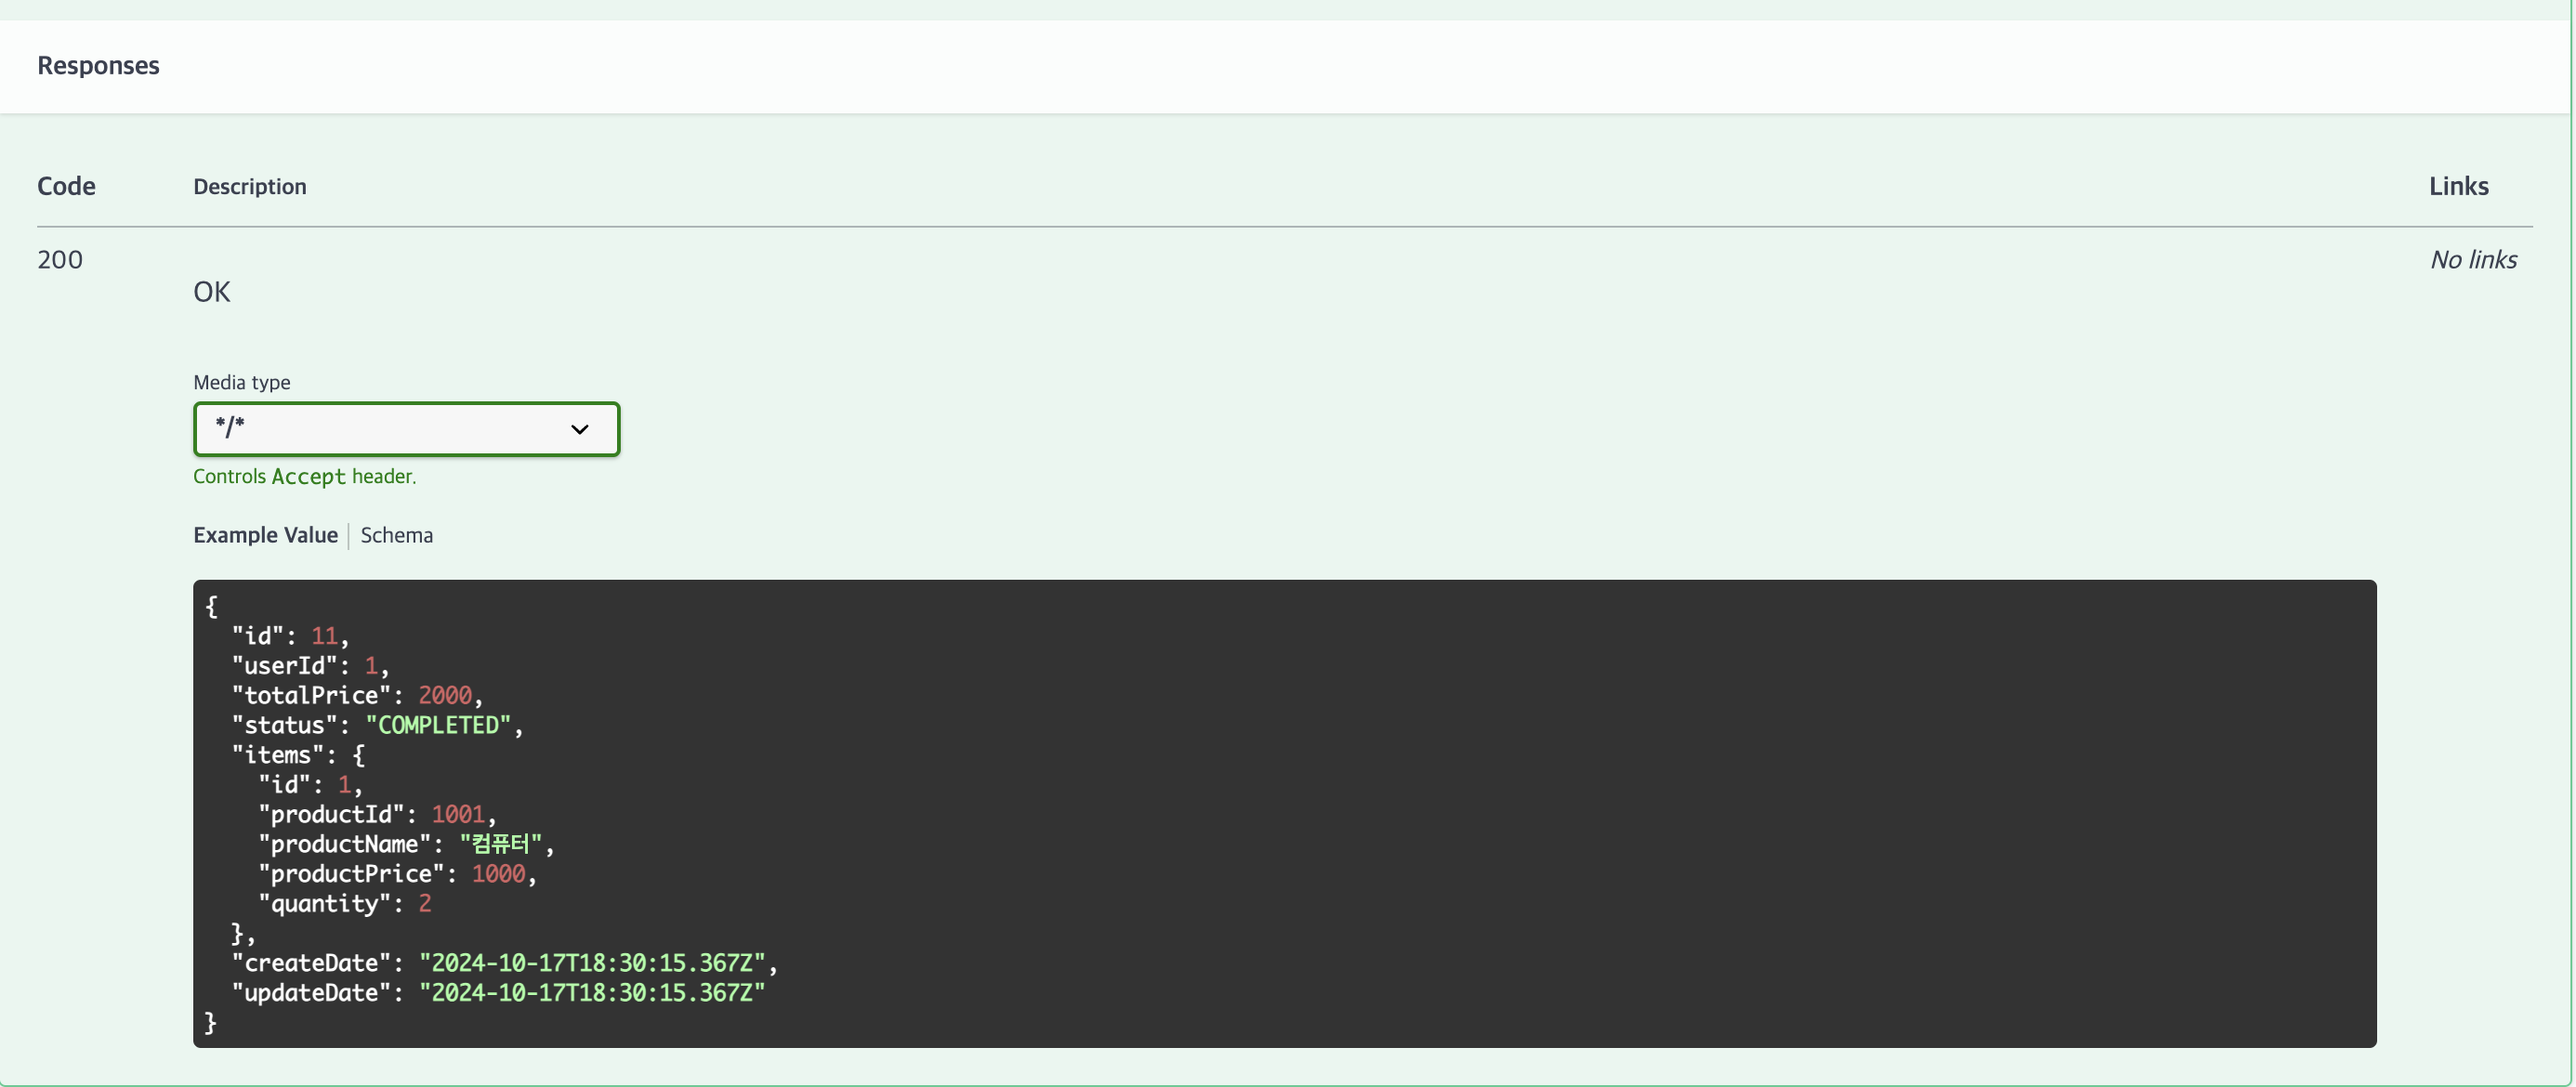 Responses
Code Description Links
200 No links
OK
Media type
*/*
Controls Accept header.
Example Value Schema
{
  "id": 11,
  "userId": 1,
  "totalPrice": 2000,
  "status": "COMPLETED",
  "items": {
    "id": 1,
    "productId": 1001,
    "productName": "컴퓨터",
    "productPrice": 1000,
    "quantity": 2
  },
  "createDate": "2024-10-17T18:30:15.367Z",
  "updateDate": "2024-10-17T18:30:15.367Z"
}